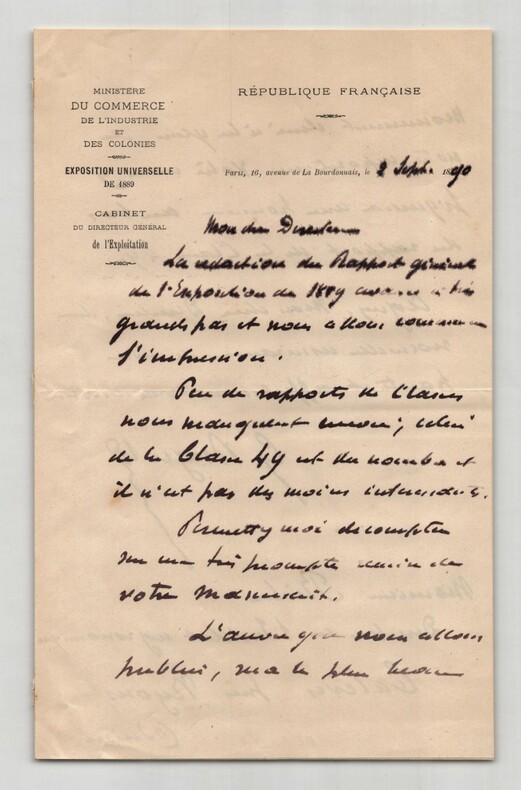 MINISTÈRE
DU COMMERCE
DE L'INDUSTRIE
ET
DES COLONIES
EXPOSITION UNIVERSELLE
DE 1889
CABINET
DU DIRECTEUR GÉNÉRAL
de l'Exploitation
RÉPUBLIQUE FRANÇAISE
Paris, 16, avenue de La Bourdonnais, le 2 Septbre 1890
Mon cher Directeur
La rédaction du Rapport général
de l'Exposition de 1889 avance à très
grands pas et nous allons commencer
l'impression.
Peu de rapports de Classes
nous manquent encore; celui
de la Classe 49 est du nombre et
il n'est pas des moins intéressants.
Permettez moi de compter
sur un très prompt envoi de
votre manuscrit.
L'œuvre que nous allons
publier, sera le plus beau